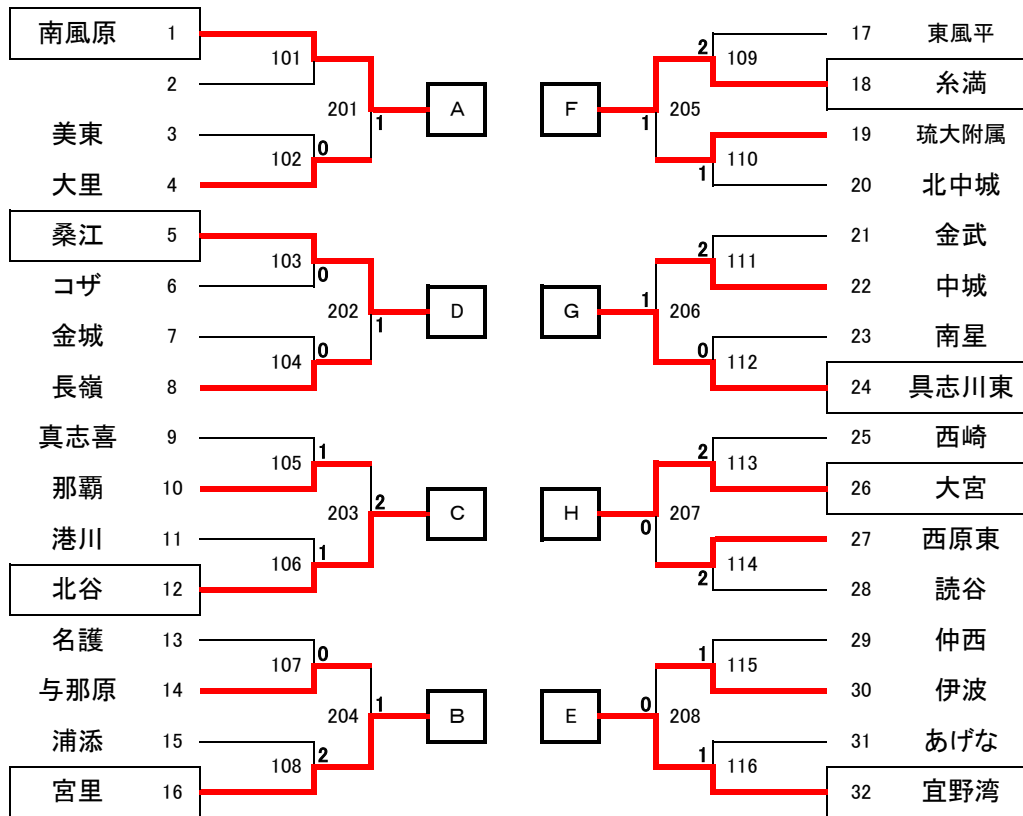 南風原 1
101
2
201
A
1
美東 3
102
0
大里 4
桑江 5
103
0
コザ 6
202
D
1
金城 7
104
0
長嶺 8
真志喜 9
105
1
那覇 10
203
2
C
港川 11
106
1
北谷 12
名護 13
107
0
与那原 14
204
1
B
浦添 15
108
2
宮里 16
17 東風平
2
109
18 糸満
F
205
1
19 琉大附属
110
1
20 北中城
21 金武
2
111
22 中城
G
1
206
23 南星
0
112
24 具志川東
25 西崎
2
113
26 大宮
H
207
0
27 西原東
114
2
28 読谷
29 仲西
1
115
30 伊波
E
0
208
31 あげな
1
116
32 宜野湾